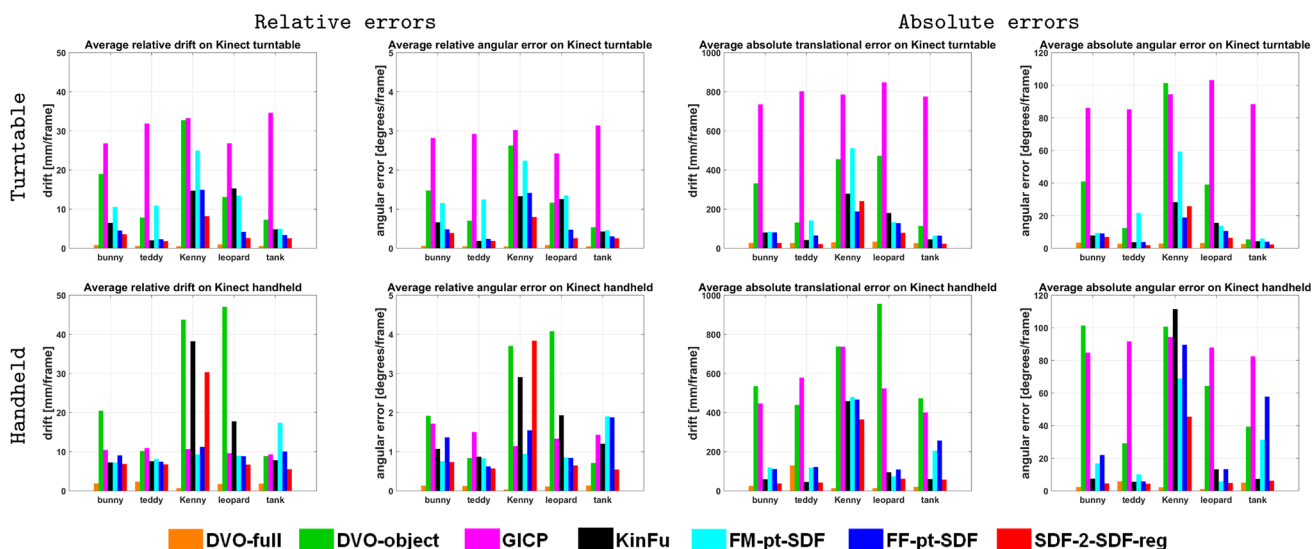 Relative errors
Absolute errors
Turntable
Average relative drift on Kinect turntable
drift [mm/frame]
50
40
30
20
10
0
bunny teddy Kenny leopard tank
Average relative angular error on Kinect turntable
angular error [degrees/frame]
5
4
3
2
1
0
bunny teddy Kenny leopard tank
Average absolute translational error on Kinect turntable
drift [mm/frame]
1000
800
600
400
200
0
bunny teddy Kenny leopard tank
Average absolute angular error on Kinect turntable
angular error [degrees/frame]
120
100
80
60
40
20
0
bunny teddy Kenny leopard tank
Handheld
Average relative drift on Kinect handheld
drift [mm/frame]
50
40
30
20
10
0
bunny teddy Kenny leopard tank
Average relative angular error on Kinect handheld
angular error [degrees/frame]
5
4
3
2
1
0
bunny teddy Kenny leopard tank
Average absolute translational error on Kinect handheld
drift [mm/frame]
1000
800
600
400
200
0
bunny teddy Kenny leopard tank
Average absolute angular error on Kinect handheld
angular error [degrees/frame]
120
100
80
60
40
20
0
bunny teddy Kenny leopard tank
DVO-full DVO-object GICP KinFu FM-pt-SDF FF-pt-SDF SDF-2-SDF-reg